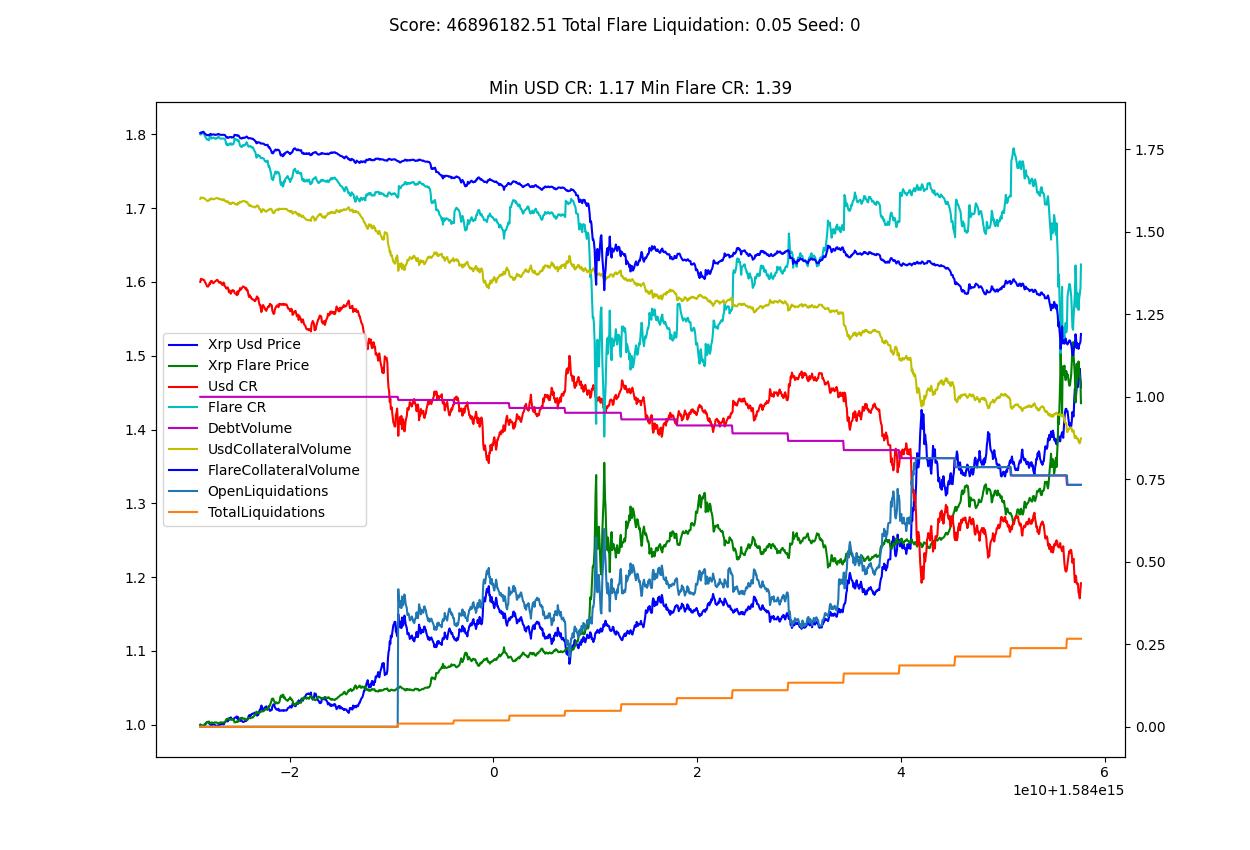 Score: 46896182.51 Total Flare Liquidation: 0.05 Seed: 0
Min USD CR: 1.17 Min Flare CR: 1.39
1.8
1.7
1.6
1.5
1.4
1.3
1.2
1.1
1.0
Xrp Usd Price
Xrp Flare Price
Usd CR
Flare CR
DebtVolume
UsdCollateralVolume
FlareCollateralVolume
OpenLiquidations
TotalLiquidations
1.75
1.50
1.25
1.00
0.75
0.50
0.25
0.00
−2 0 2 4 6
1e10+1.584e15